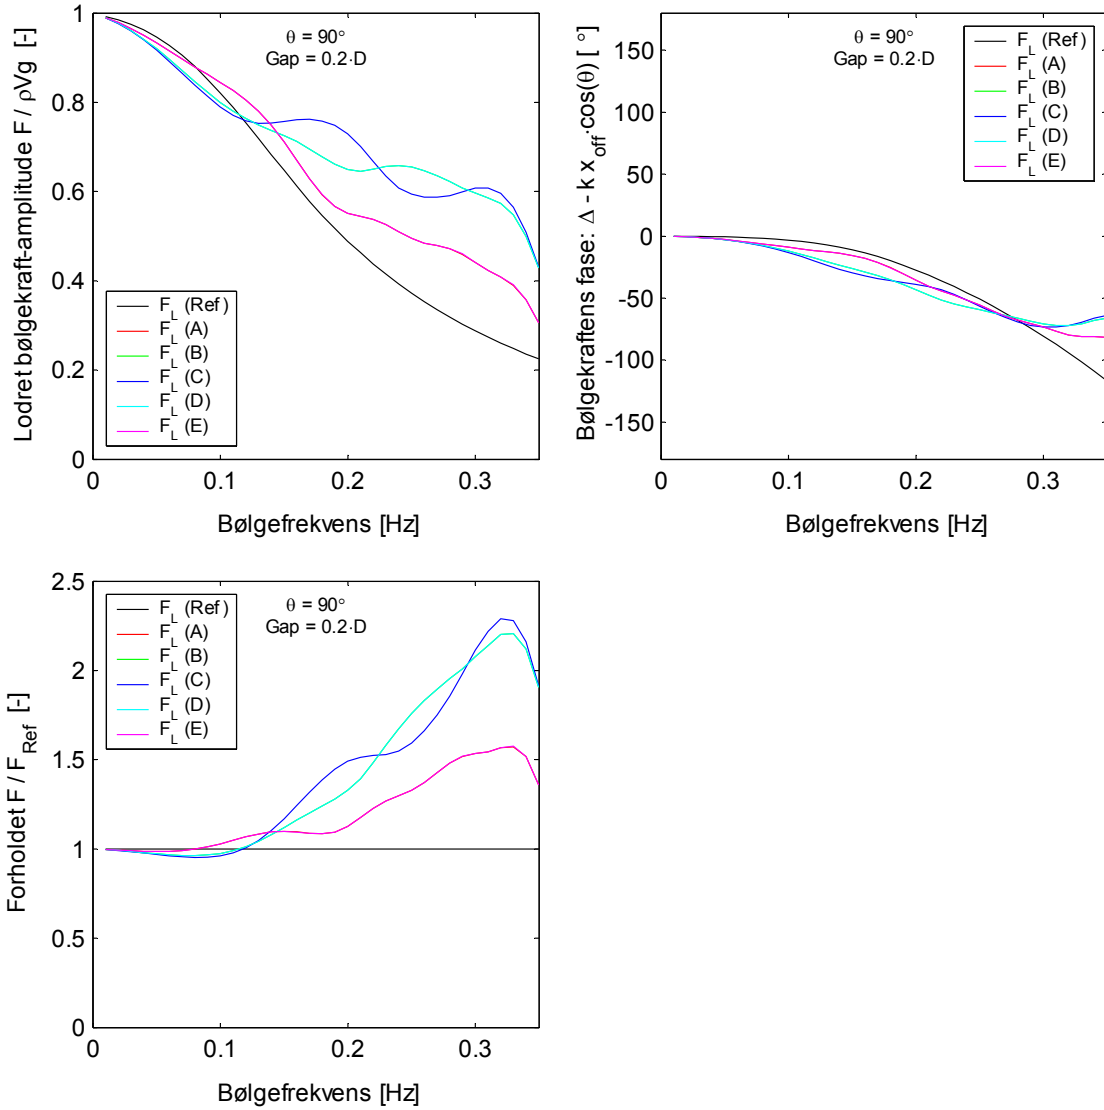 Lodret bølgekraft-amplitude F / ρVg [-]
1
0.8
0.6
0.4
0.2
0
θ = 90°
Gap = 0.2·D
F_L (Ref)
F_L (A)
F_L (B)
F_L (C)
F_L (D)
F_L (E)
0 0.1 0.2 0.3
Bølgefrekvens [Hz]
Bølgekraftens fase: Δ - k x_off·cos(θ) [ °]
150
100
50
0
-50
-100
-150
θ = 90°
Gap = 0.2·D
F_L (Ref)
F_L (A)
F_L (B)
F_L (C)
F_L (D)
F_L (E)
0 0.1 0.2 0.3
Bølgefrekvens [Hz]
Forholdet F / F_Ref [-]
2.5
2
1.5
1
0.5
0
F_L (Ref)
F_L (A)
F_L (B)
F_L (C)
F_L (D)
F_L (E)
θ = 90°
Gap = 0.2·D
0 0.1 0.2 0.3
Bølgefrekvens [Hz]